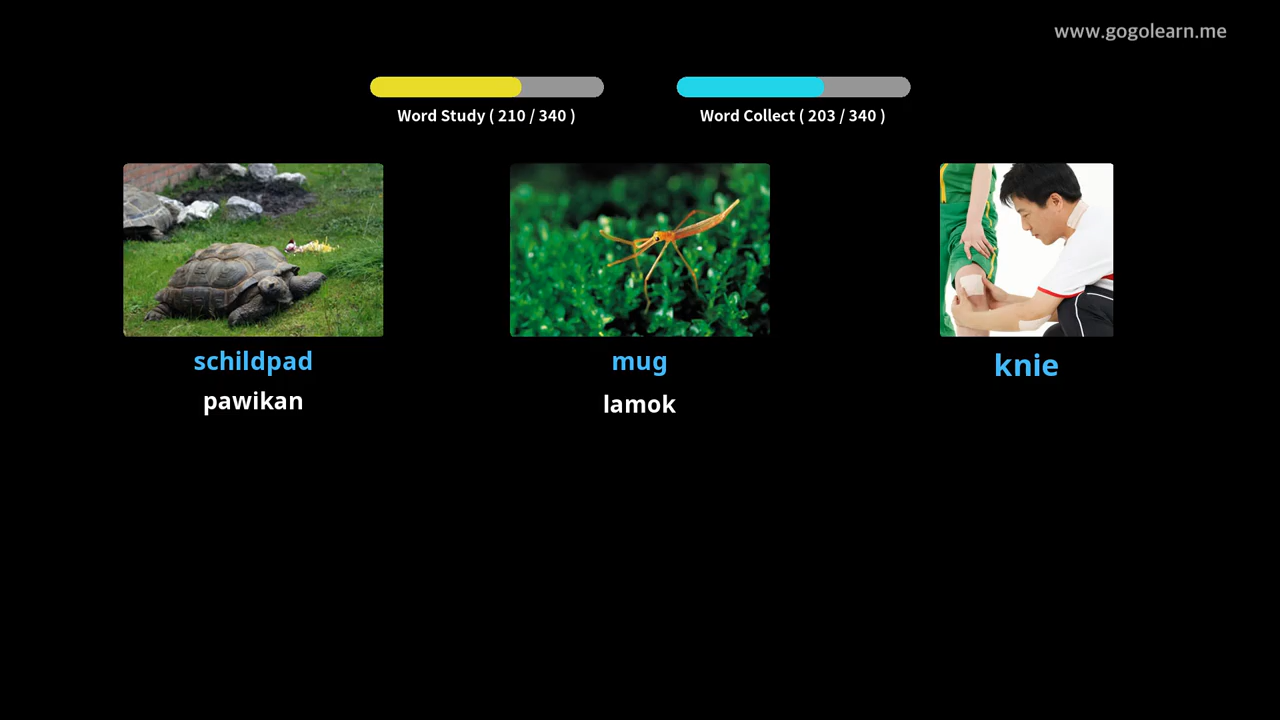 www.gogolearn.me
Word Study ( 210 / 340 )
Word Collect ( 203 / 340 )
schildpad
mug
knie
pawikan
lamok